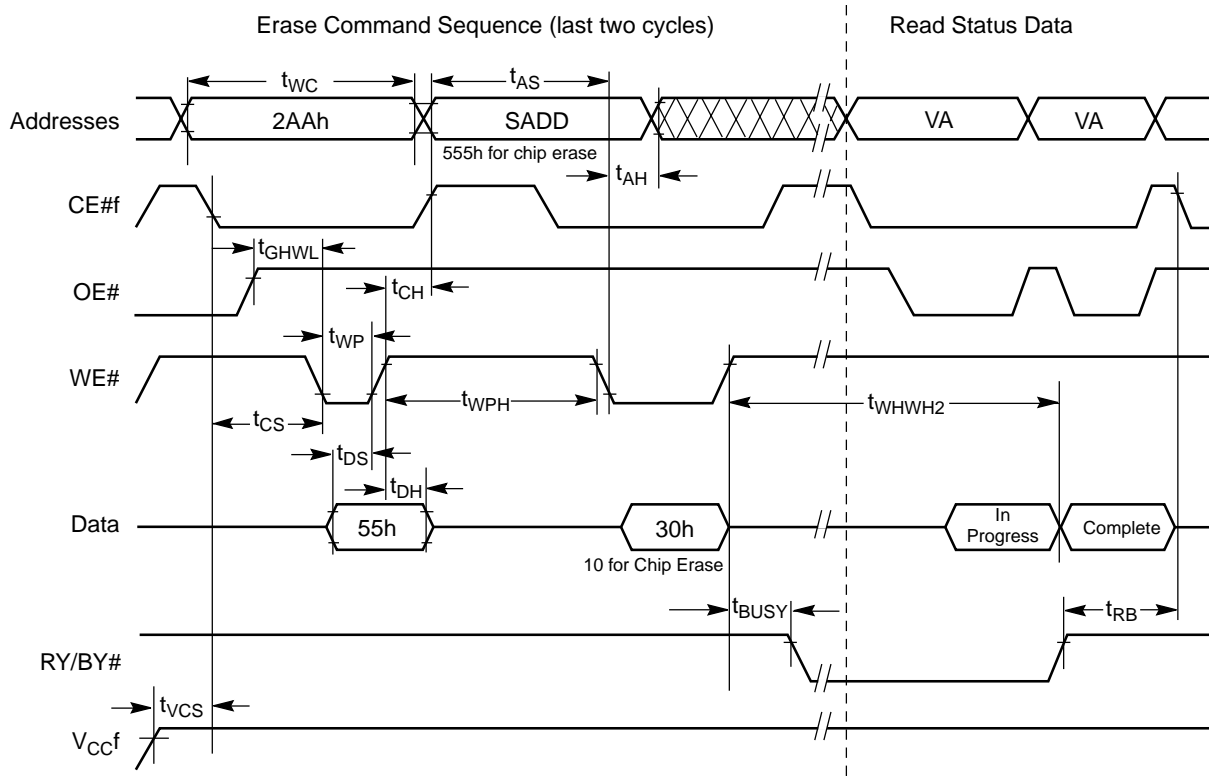 Erase Command Sequence (last two cycles)
Read Status Data
tWC
tAS
Addresses
2AAh
SADD
VA
VA
555h for chip erase
tAH
CE#f
tGHWL
OE#
tCH
tWP
WE#
tWPH
tWHWH2
tCS
tDS
tDH
Data
55h
30h
In
Progress
Complete
10 for Chip Erase
tBUSY
tRB
RY/BY#
tVCS
VCCf